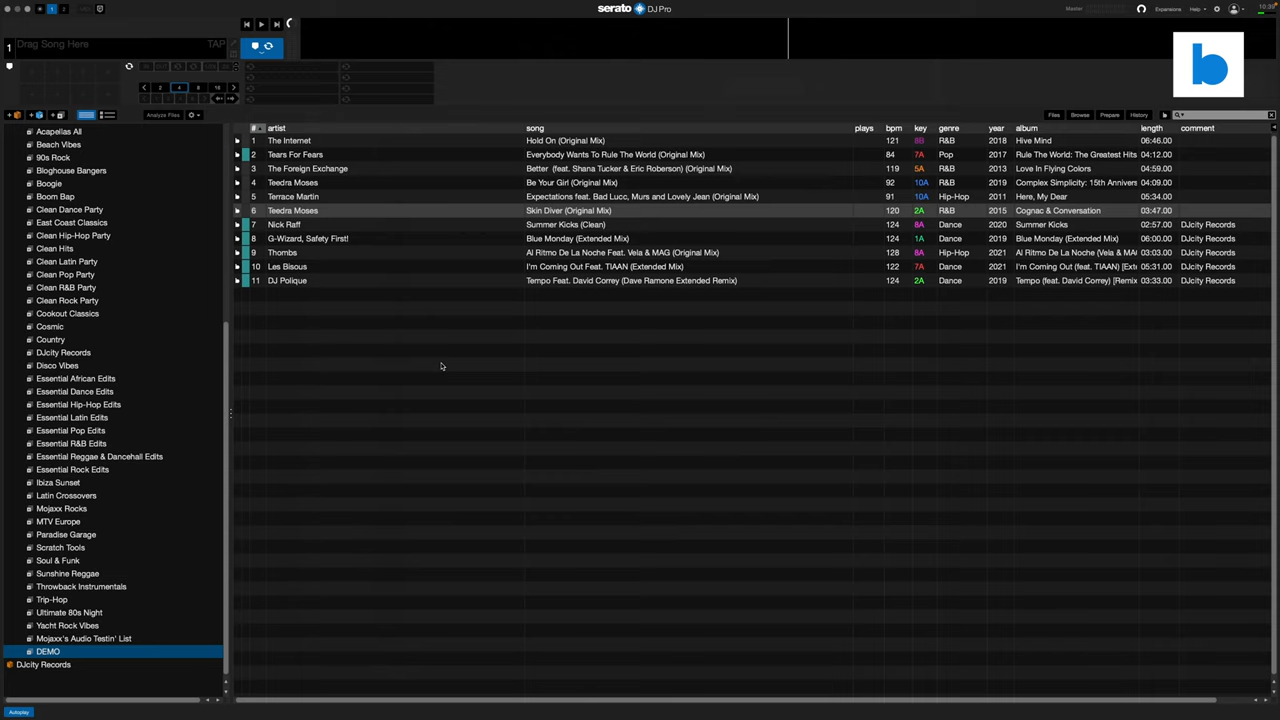 serato DJ Pro
1 2
Master
Expansions
Help
10:39
1 Drag Song Here TAP
b
2 4 8 16
Analyze Files
Files Browse Prepare History
# artist song plays bpm key genre year album length comment
1 The Internet Hold On (Original Mix) 121 8B R&B 2018 Hive Mind 06:46.00
2 Tears For Fears Everybody Wants To Rule The World (Original Mix) 84 7A Pop 2017 Rule The World: The Greatest Hits 04:12.00
3 The Foreign Exchange Better (feat. Shana Tucker & Eric Roberson) (Original Mix) 119 5A R&B 2013 Love In Flying Colors 04:59.00
4 Teedra Moses Be Your Girl (Original Mix) 92 10A R&B 2019 Complex Simplicity: 15th Annivers 04:09.00
5 Terrace Martin Expectations feat. Bad Lucc, Murs and Lovely Jean (Original Mix) 91 10A Hip-Hop 2011 Here, My Dear 05:34.00
6 Teedra Moses Skin Diver (Original Mix) 120 2A R&B 2015 Cognac & Conversation 03:47.00
7 Nick Raff Summer Kicks (Clean) 124 8A Dance 2020 Summer Kicks 02:57.00 DJcity Records
8 G-Wizard, Safety First! Blue Monday (Extended Mix) 124 1A Dance 2019 Blue Monday (Extended Mix) 06:00.00 DJcity Records
9 Thombs Al Ritmo De La Noche Feat. Vela & MAG (Original Mix) 128 8A Hip-Hop 2021 Al Ritmo De La Noche (Vela & MA( 03:03.00 DJcity Records
10 Les Bisous I'm Coming Out Feat. TIAAN (Extended Mix) 122 7A Dance 2021 I'm Coming Out (feat. TIAAN) [Ext 05:31.00 DJcity Records
11 DJ Polique Tempo Feat. David Correy (Dave Ramone Extended Remix) 124 2A Dance 2019 Tempo (feat. David Correy) [Remix 03:33.00 DJcity Records
Acapellas All
Beach Vibes
90s Rock
Bloghouse Bangers
Boogie
Boom Bap
Clean Dance Party
East Coast Classics
Clean Hip-Hop Party
Clean Hits
Clean Latin Party
Clean Pop Party
Clean R&B Party
Clean Rock Party
Cookout Classics
Cosmic
Country
DJcity Records
Disco Vibes
Essential African Edits
Essential Dance Edits
Essential Hip-Hop Edits
Essential Latin Edits
Essential Pop Edits
Essential R&B Edits
Essential Reggae & Dancehall Edits
Essential Rock Edits
Ibiza Sunset
Latin Crossovers
Mojaxx Rocks
MTV Europe
Paradise Garage
Scratch Tools
Soul & Funk
Sunshine Reggae
Throwback Instrumentals
Trip-Hop
Ultimate 80s Night
Yacht Rock Vibes
Mojaxx's Audio Testin' List
DEMO
DJcity Records
Autoplay